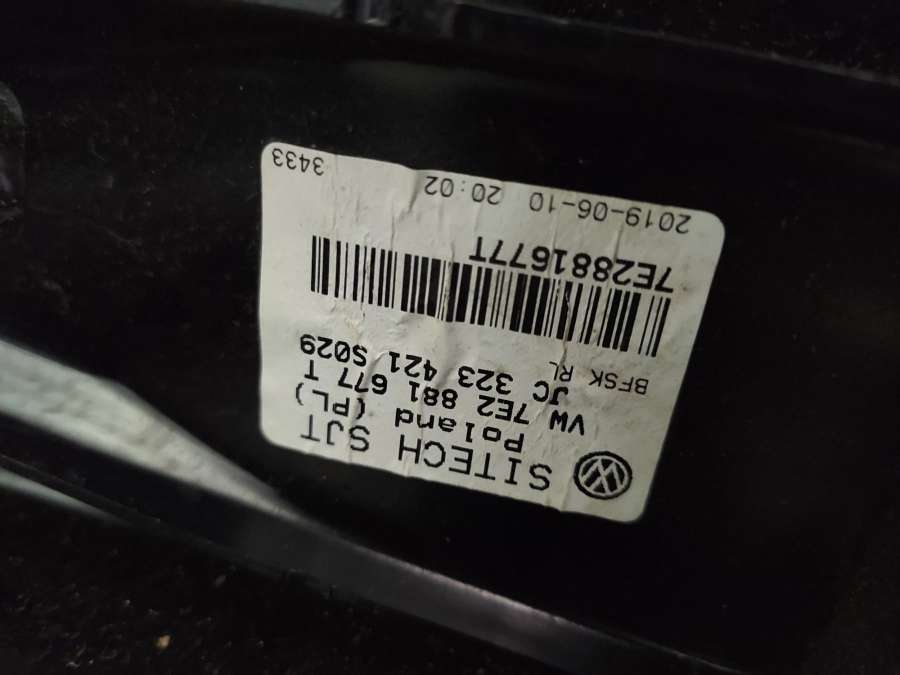 SITECH SJT
Poland (PL)
VW 7E2 881 677 T
JC 323 421 S029
BFSK RL
7E2881677T
2019-06-10 20:02 3433